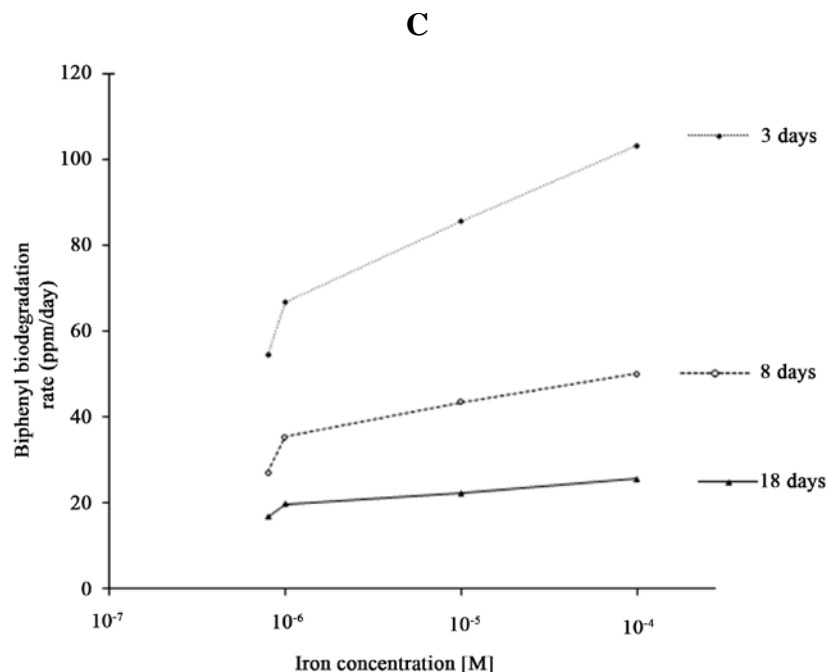 C
120
100
80
60
40
20
0
10⁻⁷
10⁻⁶
10⁻⁵
10⁻⁴
Biphenyl biodegradation
rate (ppm/day)
Iron concentration [M]
3 days
8 days
18 days